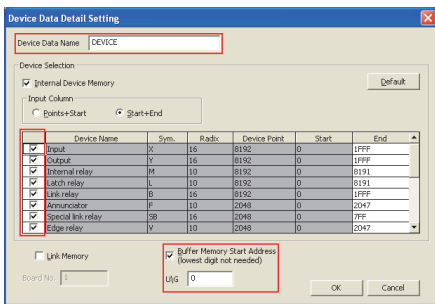 Device Data Detail Setting
Device Data Name DEVICE
Device Selection
Internal Device Memory
Default
Input Column
Points+Start Start+End
Device Name Sym. Radix Device Point Start End
Input X 16 8192 0 1FFF
Output Y 16 8192 0 1FFF
Internal relay M 10 8192 0 8191
Latch relay L 10 8192 0 8191
Link relay B 16 8192 0 1FFF
Annunciator F 10 2048 0 2047
Special link relay SB 16 2048 0 7FF
Edge relay V 10 2048 0 2047
Link Memory
Buffer Memory Start Address
(lowest digit not needed)
Board No. 1
U\G 0
OK Cancel